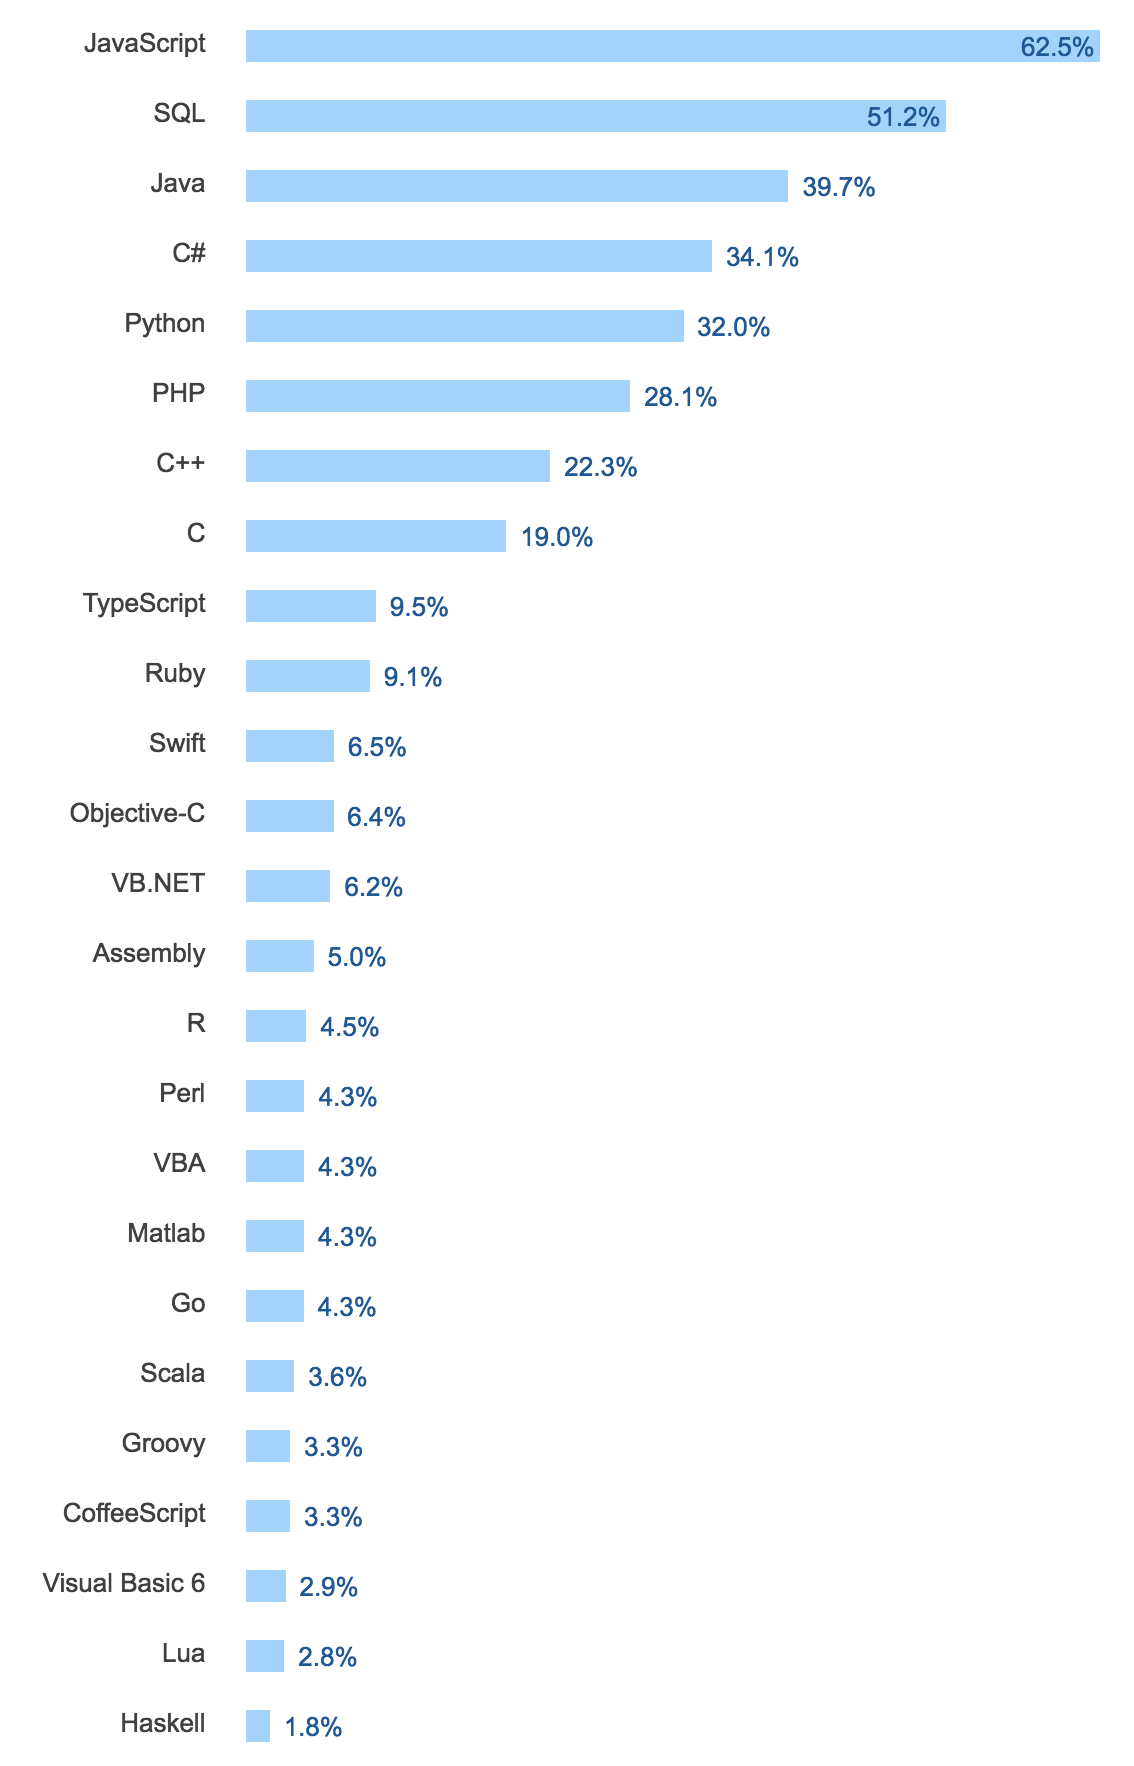 JavaScript 62.5%
SQL 51.2%
Java 39.7%
C# 34.1%
Python 32.0%
PHP 28.1%
C++ 22.3%
C 19.0%
TypeScript 9.5%
Ruby 9.1%
Swift 6.5%
Objective-C 6.4%
VB.NET 6.2%
Assembly 5.0%
R 4.5%
Perl 4.3%
VBA 4.3%
Matlab 4.3%
Go 4.3%
Scala 3.6%
Groovy 3.3%
CoffeeScript 3.3%
Visual Basic 6 2.9%
Lua 2.8%
Haskell 1.8%